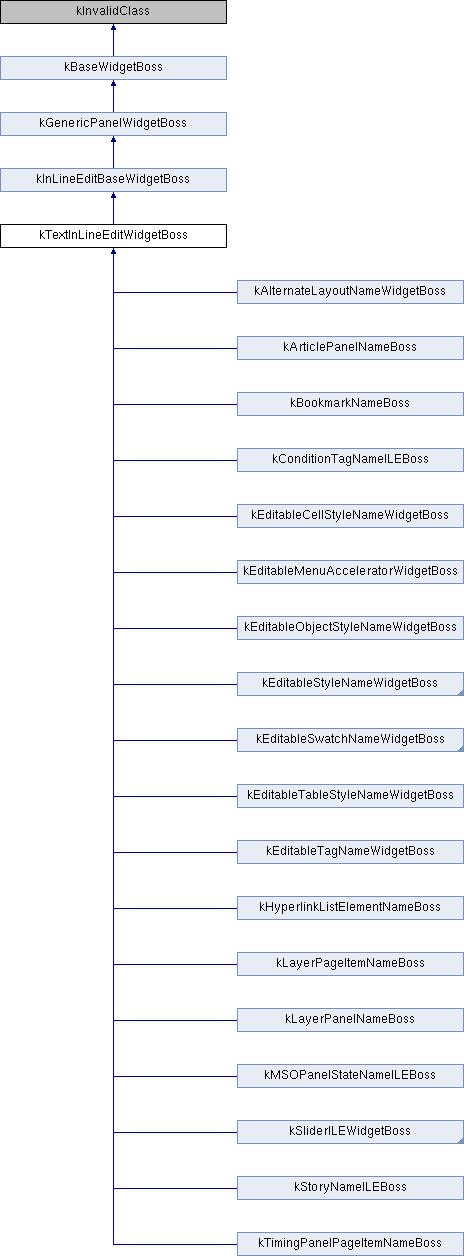 kInvalidClass
kBaseWidgetBoss
kGenericPanelWidgetBoss
kInLineEditBaseWidgetBoss
kTextInLineEditWidgetBoss
kAlternateLayoutNameWidgetBoss
kArticlePanelNameBoss
kBookmarkNameBoss
kConditionTagNameILEBoss
kEditableCellStyleNameWidgetBoss
kEditableMenuAcceleratorWidgetBoss
kEditableObjectStyleNameWidgetBoss
kEditableStyleNameWidgetBoss
kEditableSwatchNameWidgetBoss
kEditableTableStyleNameWidgetBoss
kEditableTagNameWidgetBoss
kHyperlinkListElementNameBoss
kLayerPageItemNameBoss
kLayerPanelNameBoss
kMSOPanelStateNameILEBoss
kSliderILEWidgetBoss
kStoryNameILEBoss
kTimingPanelPageItemNameBoss